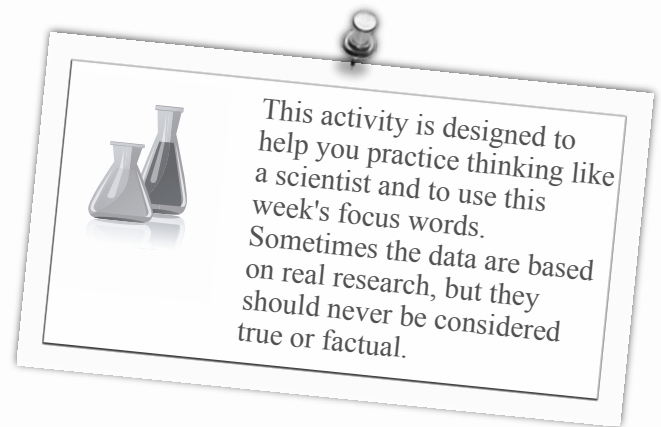 This activity is designed to
help you practice thinking like
a scientist and to use this
week's focus words.
Sometimes the data are based
on real research, but they
should never be considered
true or factual.